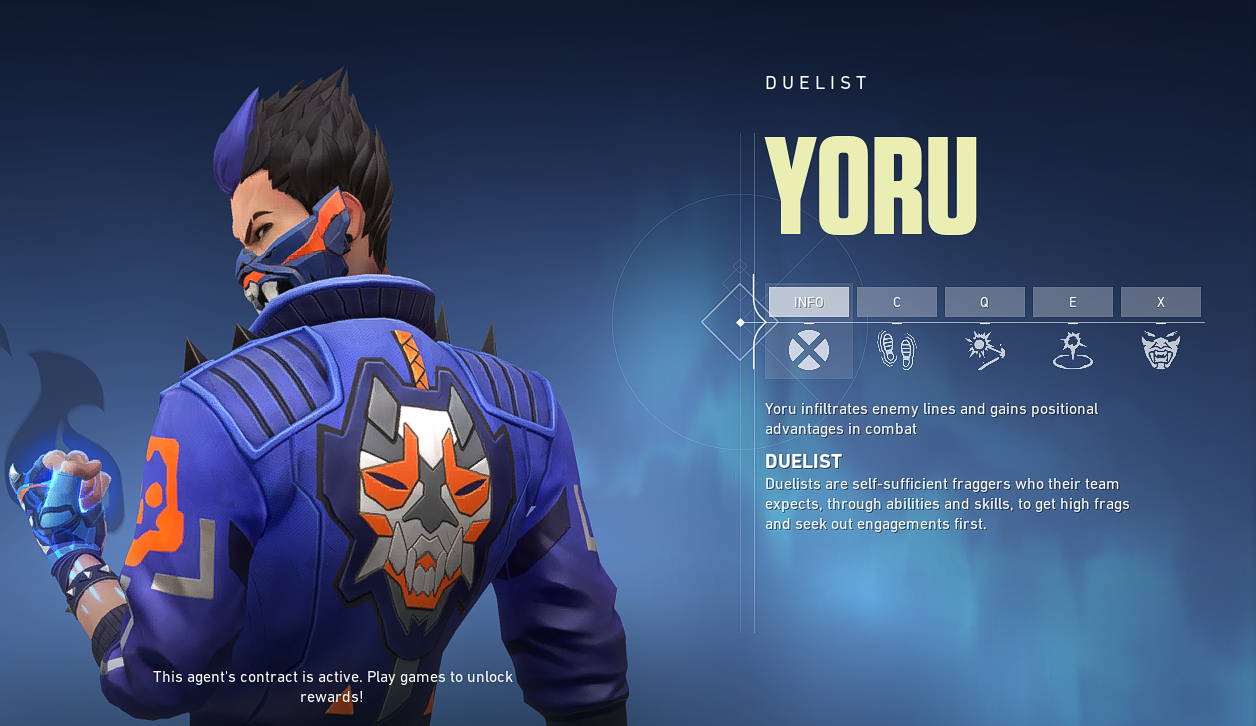 DUELIST
YORU
INFO
C
Q
E
X
Yoru infiltrates enemy lines and gains positional
advantages in combat
DUELIST
Duelists are self-sufficient fraggers who their team
expects, through abilities and skills, to get high frags
and seek out engagements first.
This agent's contract is active. Play games to unlock
rewards!